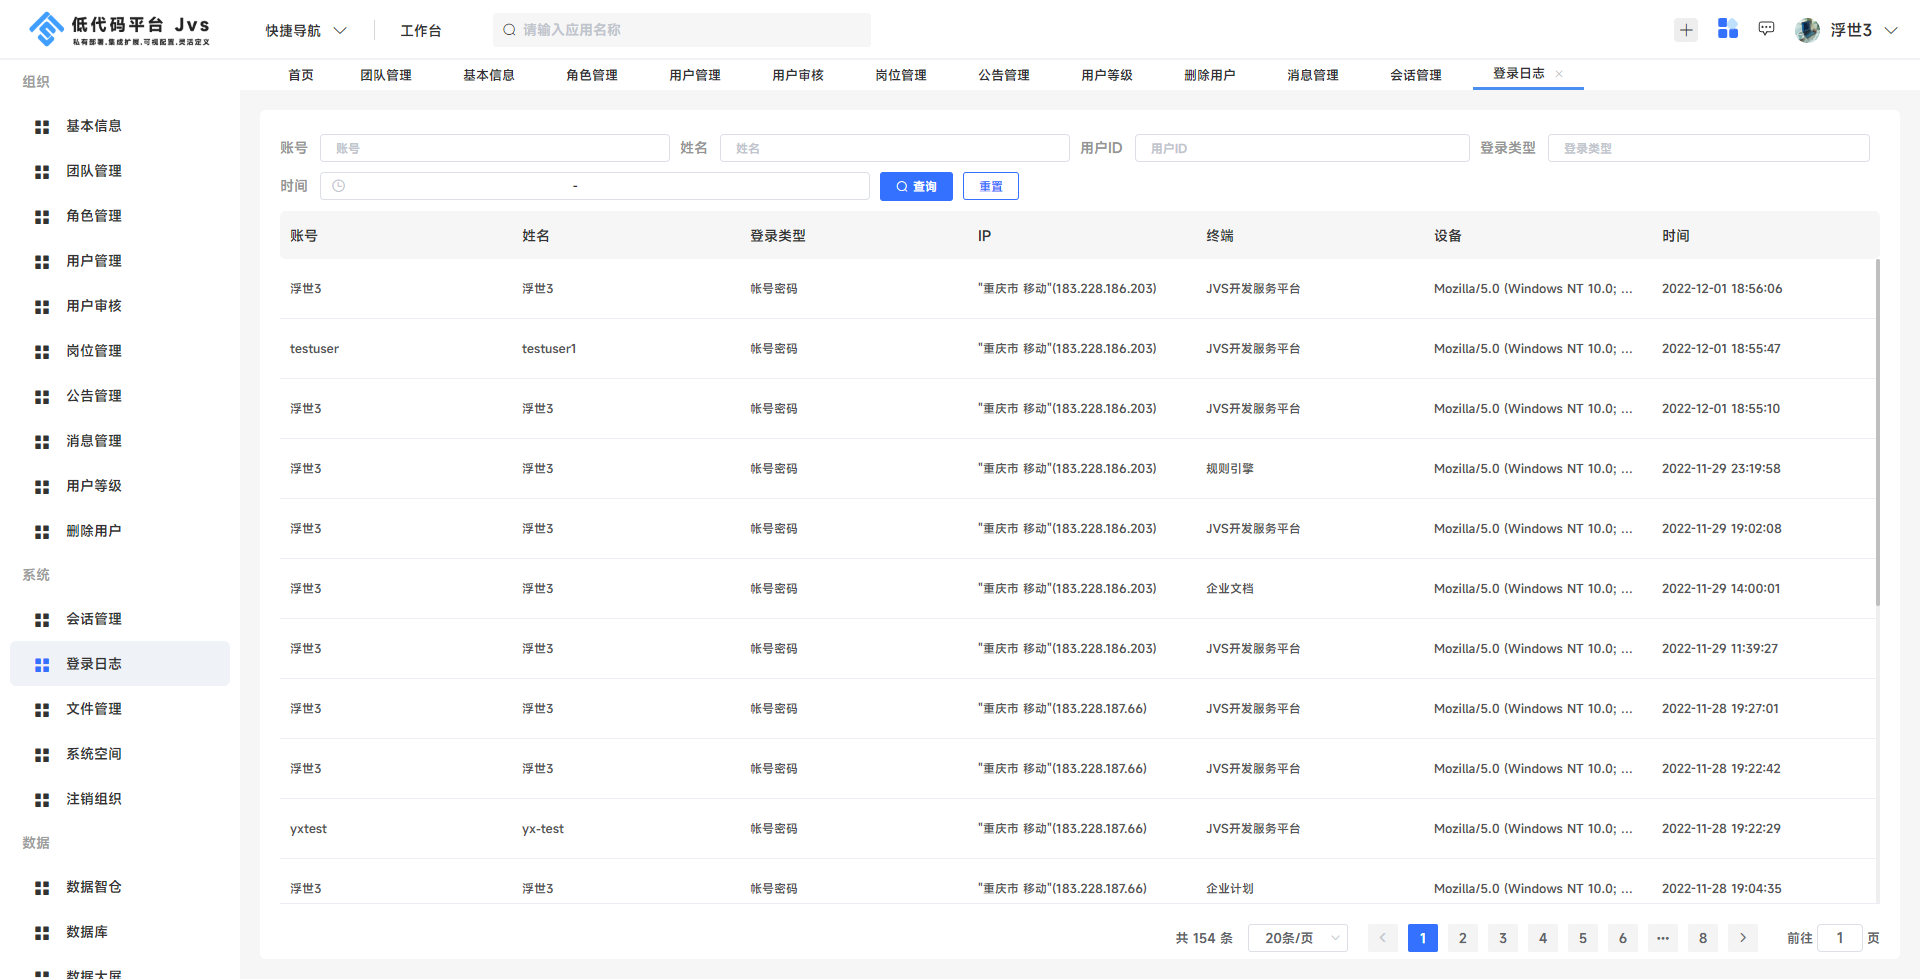 低代码平台 Jvs
私有部署,集成扩展,可视配置,灵活定义
快捷导航
工作台
请输入应用名称
浮世3
首页 团队管理 基本信息 角色管理 用户管理 用户审核 岗位管理 公告管理 用户等级 删除用户 消息管理 会话管理 登录日志
组织
基本信息
团队管理
角色管理
用户管理
用户审核
岗位管理
公告管理
消息管理
用户等级
删除用户
系统
会话管理
登录日志
文件管理
系统空间
注销组织
数据
数据智仓
数据库
数据大屏
账号 账号 姓名 姓名 用户ID 用户ID 登录类型 登录类型
时间 - 查询 重置
账号 姓名 登录类型 IP 终端 设备 时间
浮世3 浮世3 帐号密码 "重庆市 移动"(183.228.186.203) JVS开发服务平台 Mozilla/5.0 (Windows NT 10.0; ... 2022-12-01 18:56:06
testuser testuser1 帐号密码 "重庆市 移动"(183.228.186.203) JVS开发服务平台 Mozilla/5.0 (Windows NT 10.0; ... 2022-12-01 18:55:47
浮世3 浮世3 帐号密码 "重庆市 移动"(183.228.186.203) JVS开发服务平台 Mozilla/5.0 (Windows NT 10.0; ... 2022-12-01 18:55:10
浮世3 浮世3 帐号密码 "重庆市 移动"(183.228.186.203) 规则引擎 Mozilla/5.0 (Windows NT 10.0; ... 2022-11-29 23:19:58
浮世3 浮世3 帐号密码 "重庆市 移动"(183.228.186.203) JVS开发服务平台 Mozilla/5.0 (Windows NT 10.0; ... 2022-11-29 19:02:08
浮世3 浮世3 帐号密码 "重庆市 移动"(183.228.186.203) 企业文档 Mozilla/5.0 (Windows NT 10.0; ... 2022-11-29 14:00:01
浮世3 浮世3 帐号密码 "重庆市 移动"(183.228.186.203) JVS开发服务平台 Mozilla/5.0 (Windows NT 10.0; ... 2022-11-29 11:39:27
浮世3 浮世3 帐号密码 "重庆市 移动"(183.228.187.66) JVS开发服务平台 Mozilla/5.0 (Windows NT 10.0; ... 2022-11-28 19:27:01
浮世3 浮世3 帐号密码 "重庆市 移动"(183.228.187.66) JVS开发服务平台 Mozilla/5.0 (Windows NT 10.0; ... 2022-11-28 19:22:42
yxtest yx-test 帐号密码 "重庆市 移动"(183.228.187.66) JVS开发服务平台 Mozilla/5.0 (Windows NT 10.0; ... 2022-11-28 19:22:29
浮世3 浮世3 帐号密码 "重庆市 移动"(183.228.187.66) 企业计划 Mozilla/5.0 (Windows NT 10.0; ... 2022-11-28 19:04:35
共 154 条 20条/页 1 2 3 4 5 6 ... 8 前往 1 页